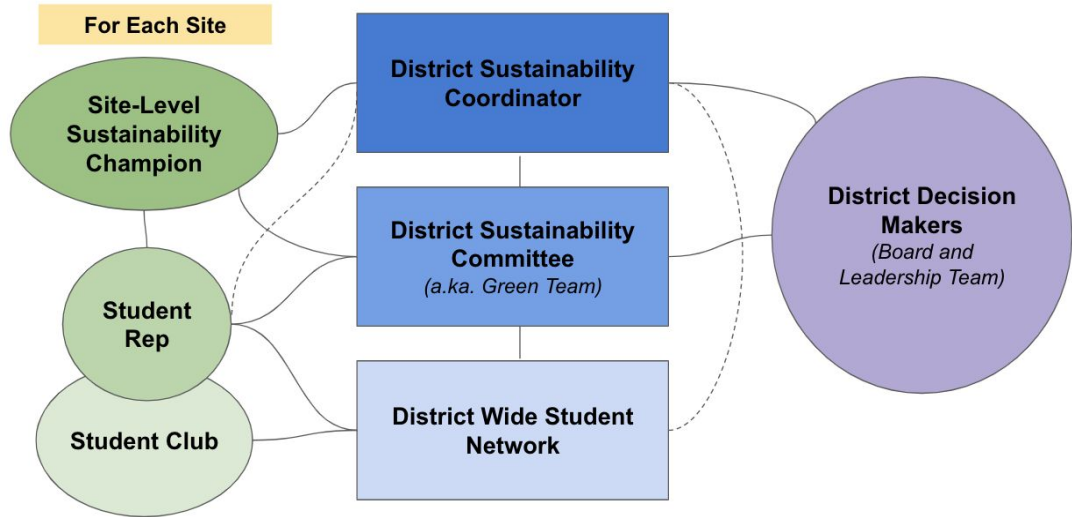 For Each Site
Site-Level
Sustainability
Champion
Student
Rep
Student Club
District Sustainability
Coordinator
District Sustainability
Committee
(a.ka. Green Team)
District Wide Student
Network
District Decision
Makers
(Board and
Leadership Team)